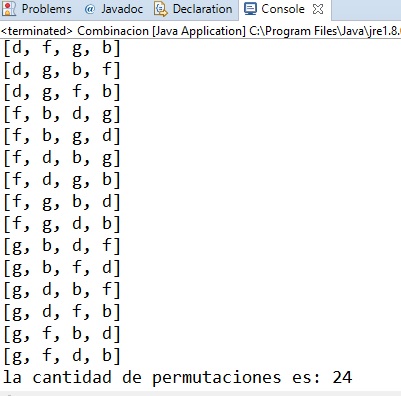 Problems @ Javadoc Declaration Console
<terminated> Combinacion [Java Application] C:\Program Files\Java\jre1.8.
[d, f, g, b]
[d, g, b, f]
[d, g, f, b]
[f, b, d, g]
[f, b, g, d]
[f, d, b, g]
[f, d, g, b]
[f, g, b, d]
[f, g, d, b]
[g, b, d, f]
[g, b, f, d]
[g, d, b, f]
[g, d, f, b]
[g, f, b, d]
[g, f, d, b]
la cantidad de permutaciones es: 24